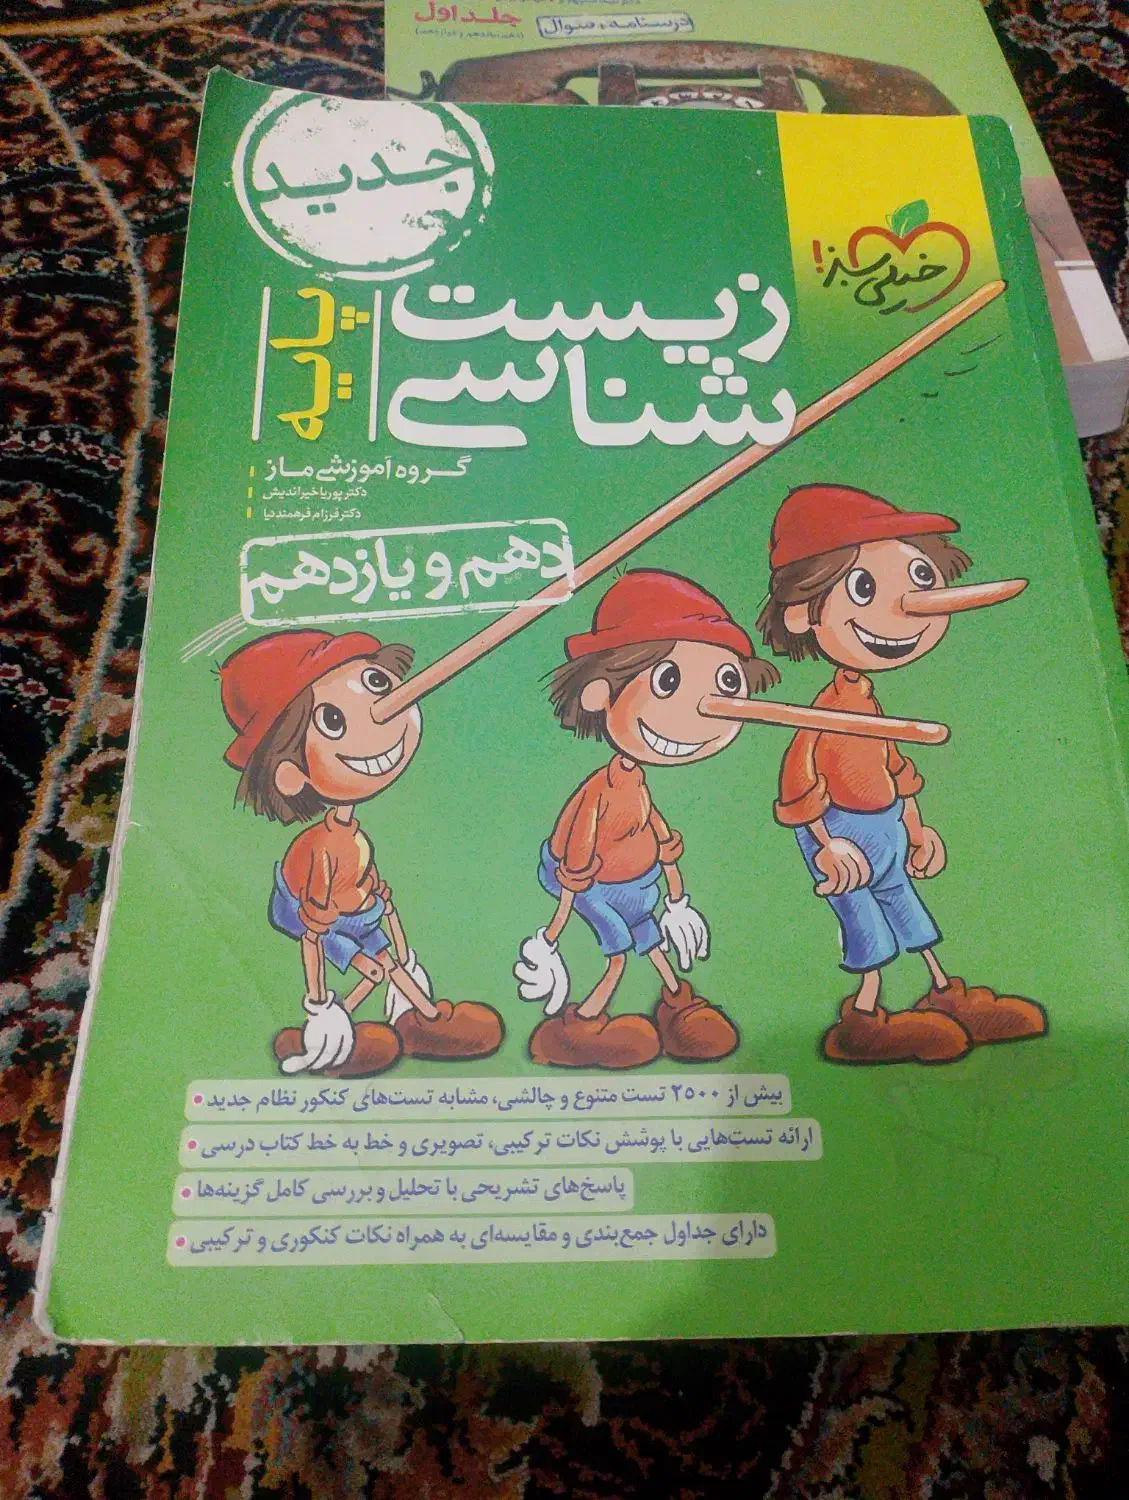 جلد اول
درسنامه + سوال
جدید
خیلی سبز!
زیست
شناسی
پایه
گروه آموزشی ماز
دکتر پوریا خیراندیش
دکتر فرزام فرهمندنیا
دهم و یازدهم
بیش از ۲۵۰۰ تست متنوع و چالشی، مشابه تست‌های کنکور نظام جدید
ارائه تست‌هایی با پوشش نکات ترکیبی، تصویری و خط به خط کتاب درسی
پاسخ‌های تشریحی با تحلیل و بررسی کامل گزینه‌ها
دارای جداول جمع‌بندی و مقایسه‌ای به همراه نکات کنکوری و ترکیبی